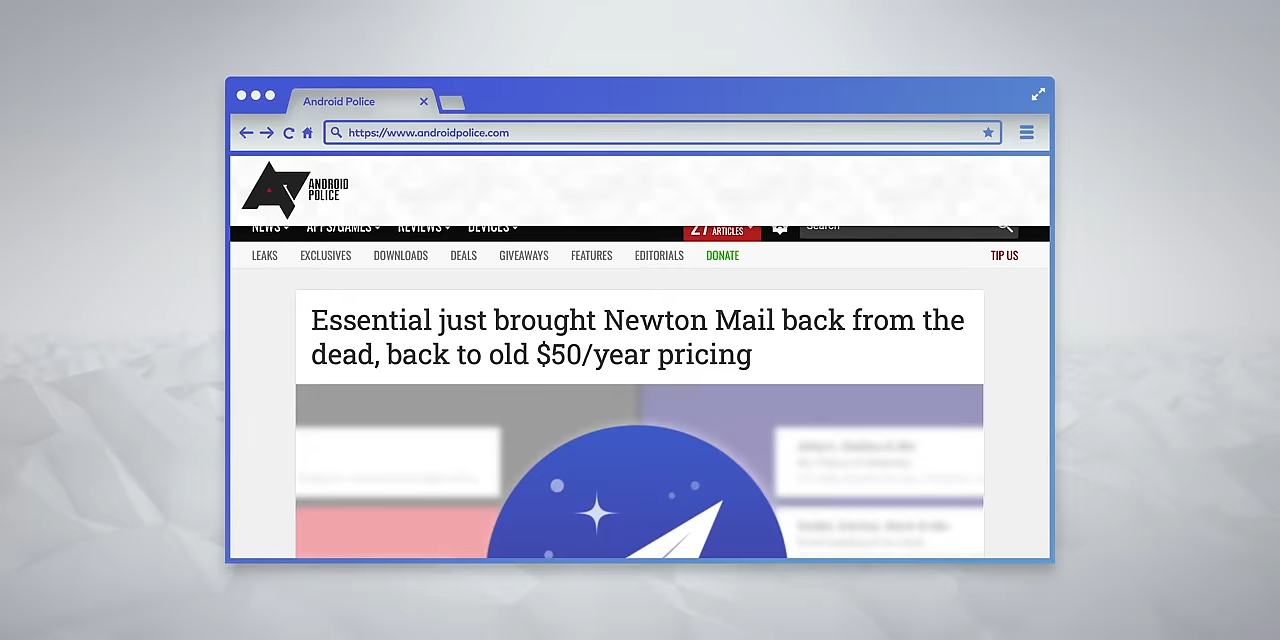 Android Police
https://www.androidpolice.com
ANDROID
POLICE
NEWS APPS/GAMES REVIEWS DEVICES 27 ARTICLES Search
LEAKS EXCLUSIVES DOWNLOADS DEALS GIVEAWAYS FEATURES EDITORIALS DONATE TIP US
Essential just brought Newton Mail back from the
dead, back to old $50/year pricing